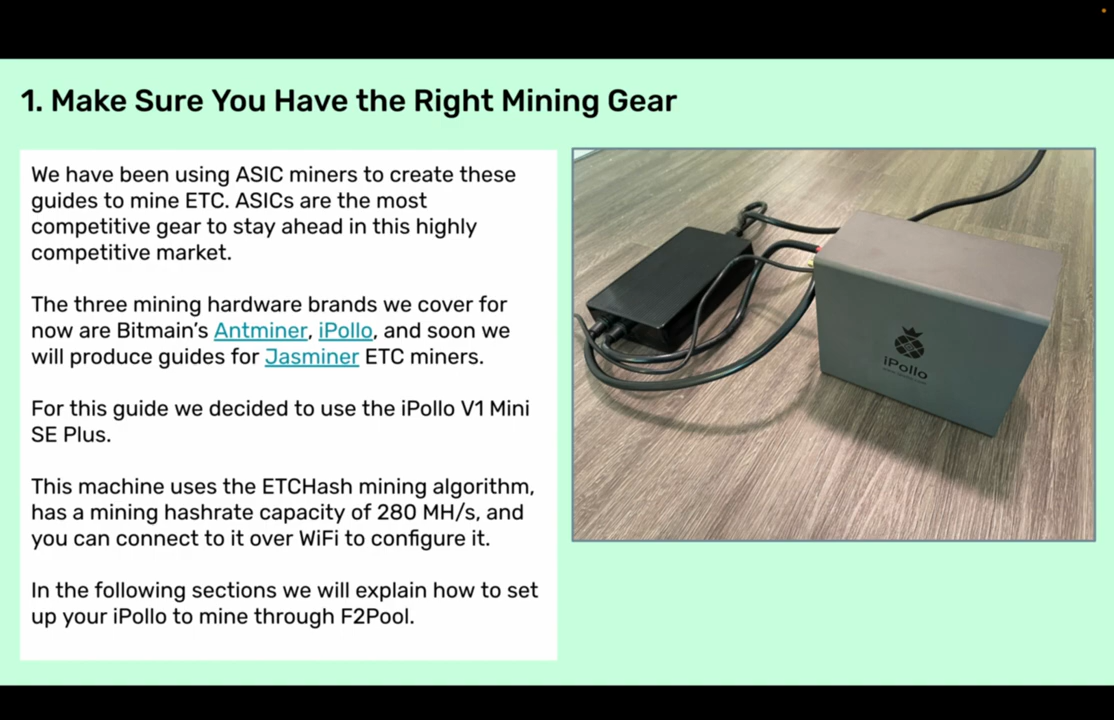 1. Make Sure You Have the Right Mining Gear
We have been using ASIC miners to create these
guides to mine ETC. ASICs are the most
competitive gear to stay ahead in this highly
competitive market.
The three mining hardware brands we cover for
now are Bitmain’s Antminer, iPollo, and soon we
will produce guides for Jasminer ETC miners.
For this guide we decided to use the iPollo V1 Mini
SE Plus.
This machine uses the ETCHash mining algorithm,
has a mining hashrate capacity of 280 MH/s, and
you can connect to it over WiFi to configure it.
In the following sections we will explain how to set
up your iPollo to mine through F2Pool.
iPollo